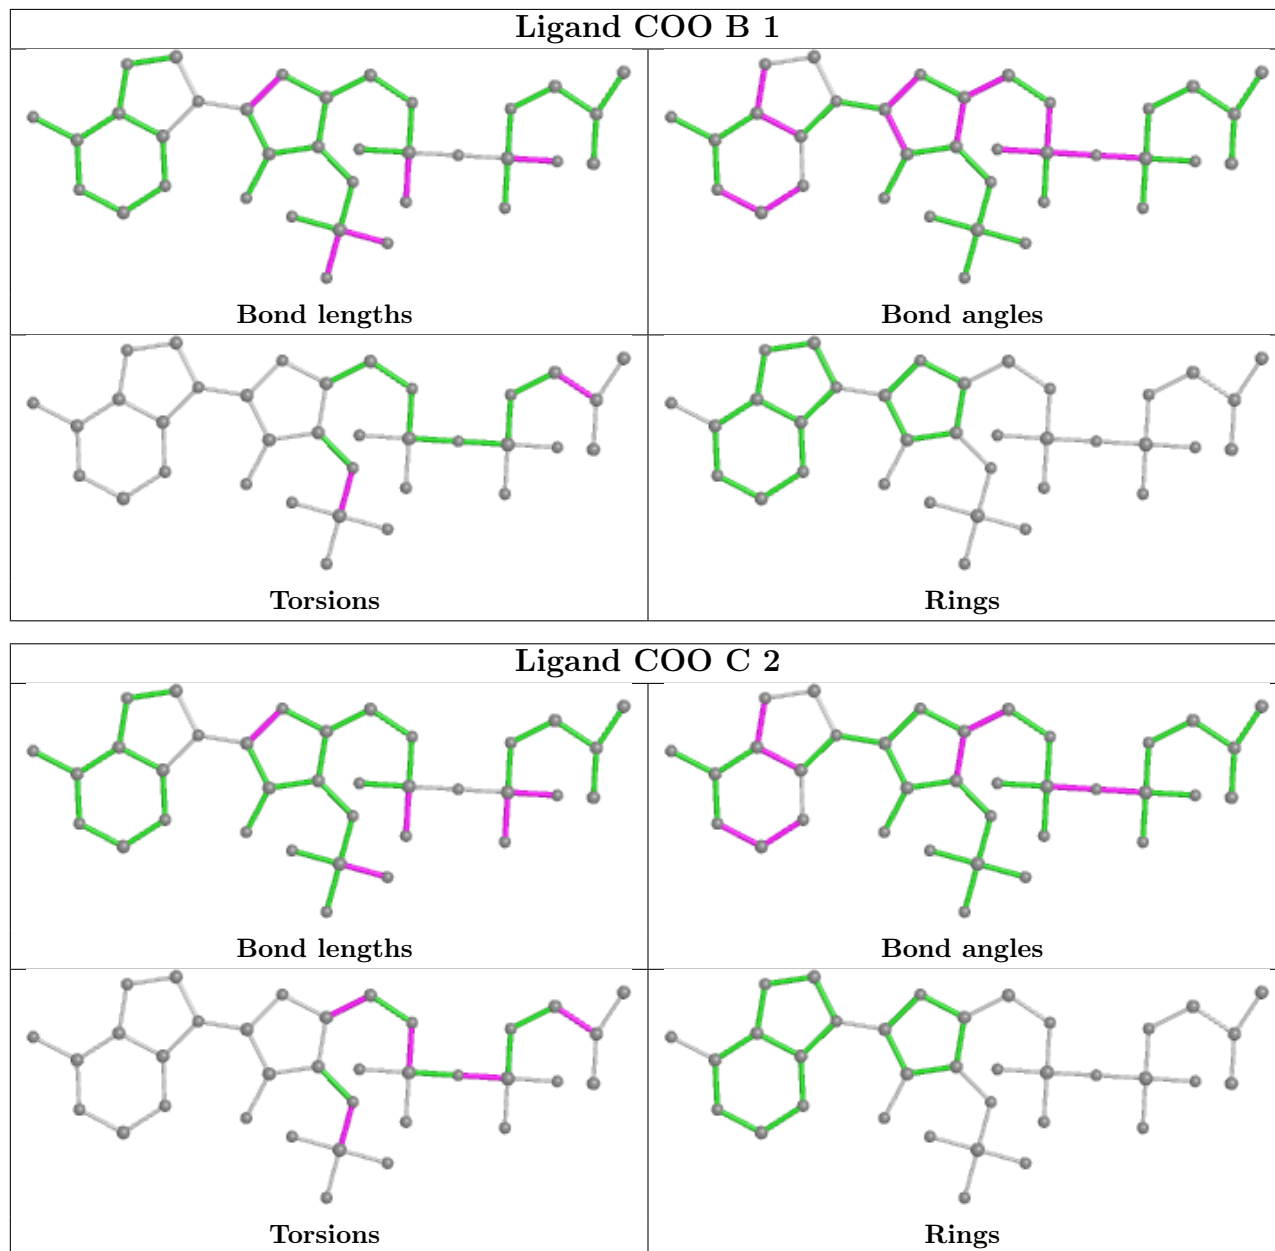 Ligand COO B 1
Bond lengths
Bond angles
Torsions
Rings
Ligand COO C 2
Bond lengths
Bond angles
Torsions
Rings